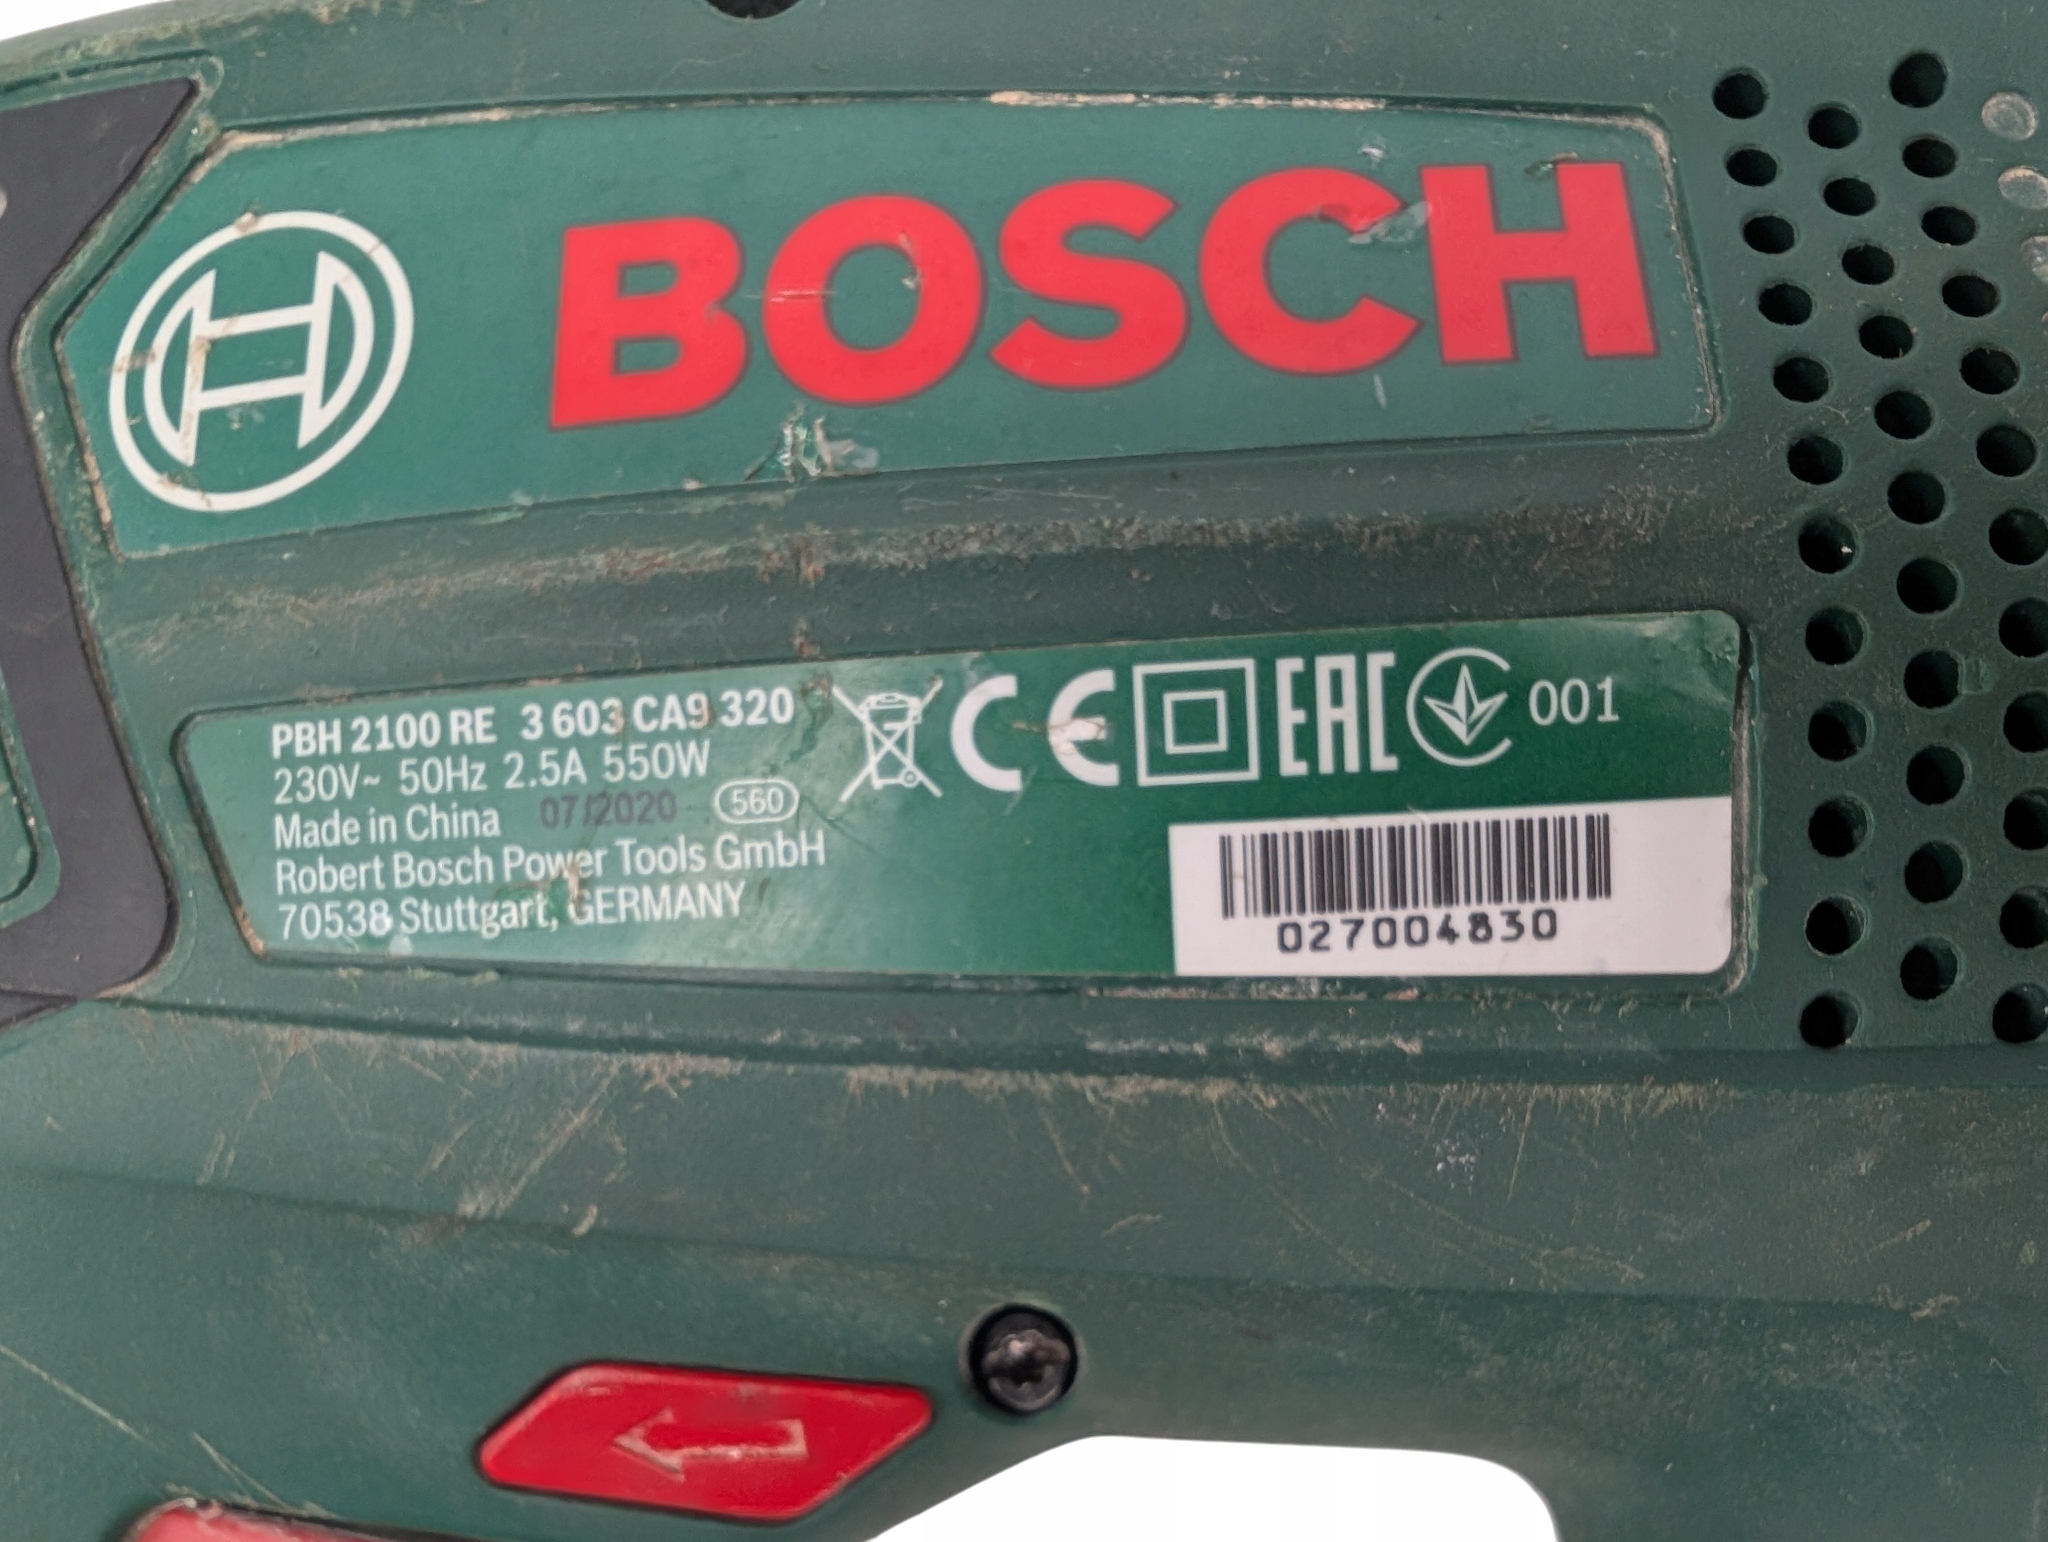 BOSCH
PBH 2100 RE 3 603 CA9 320
230V~ 50Hz 2.5A 550W
Made in China 07/2020 560
Robert Bosch Power Tools GmbH
70538 Stuttgart, GERMANY
CE EAC 001
027004830